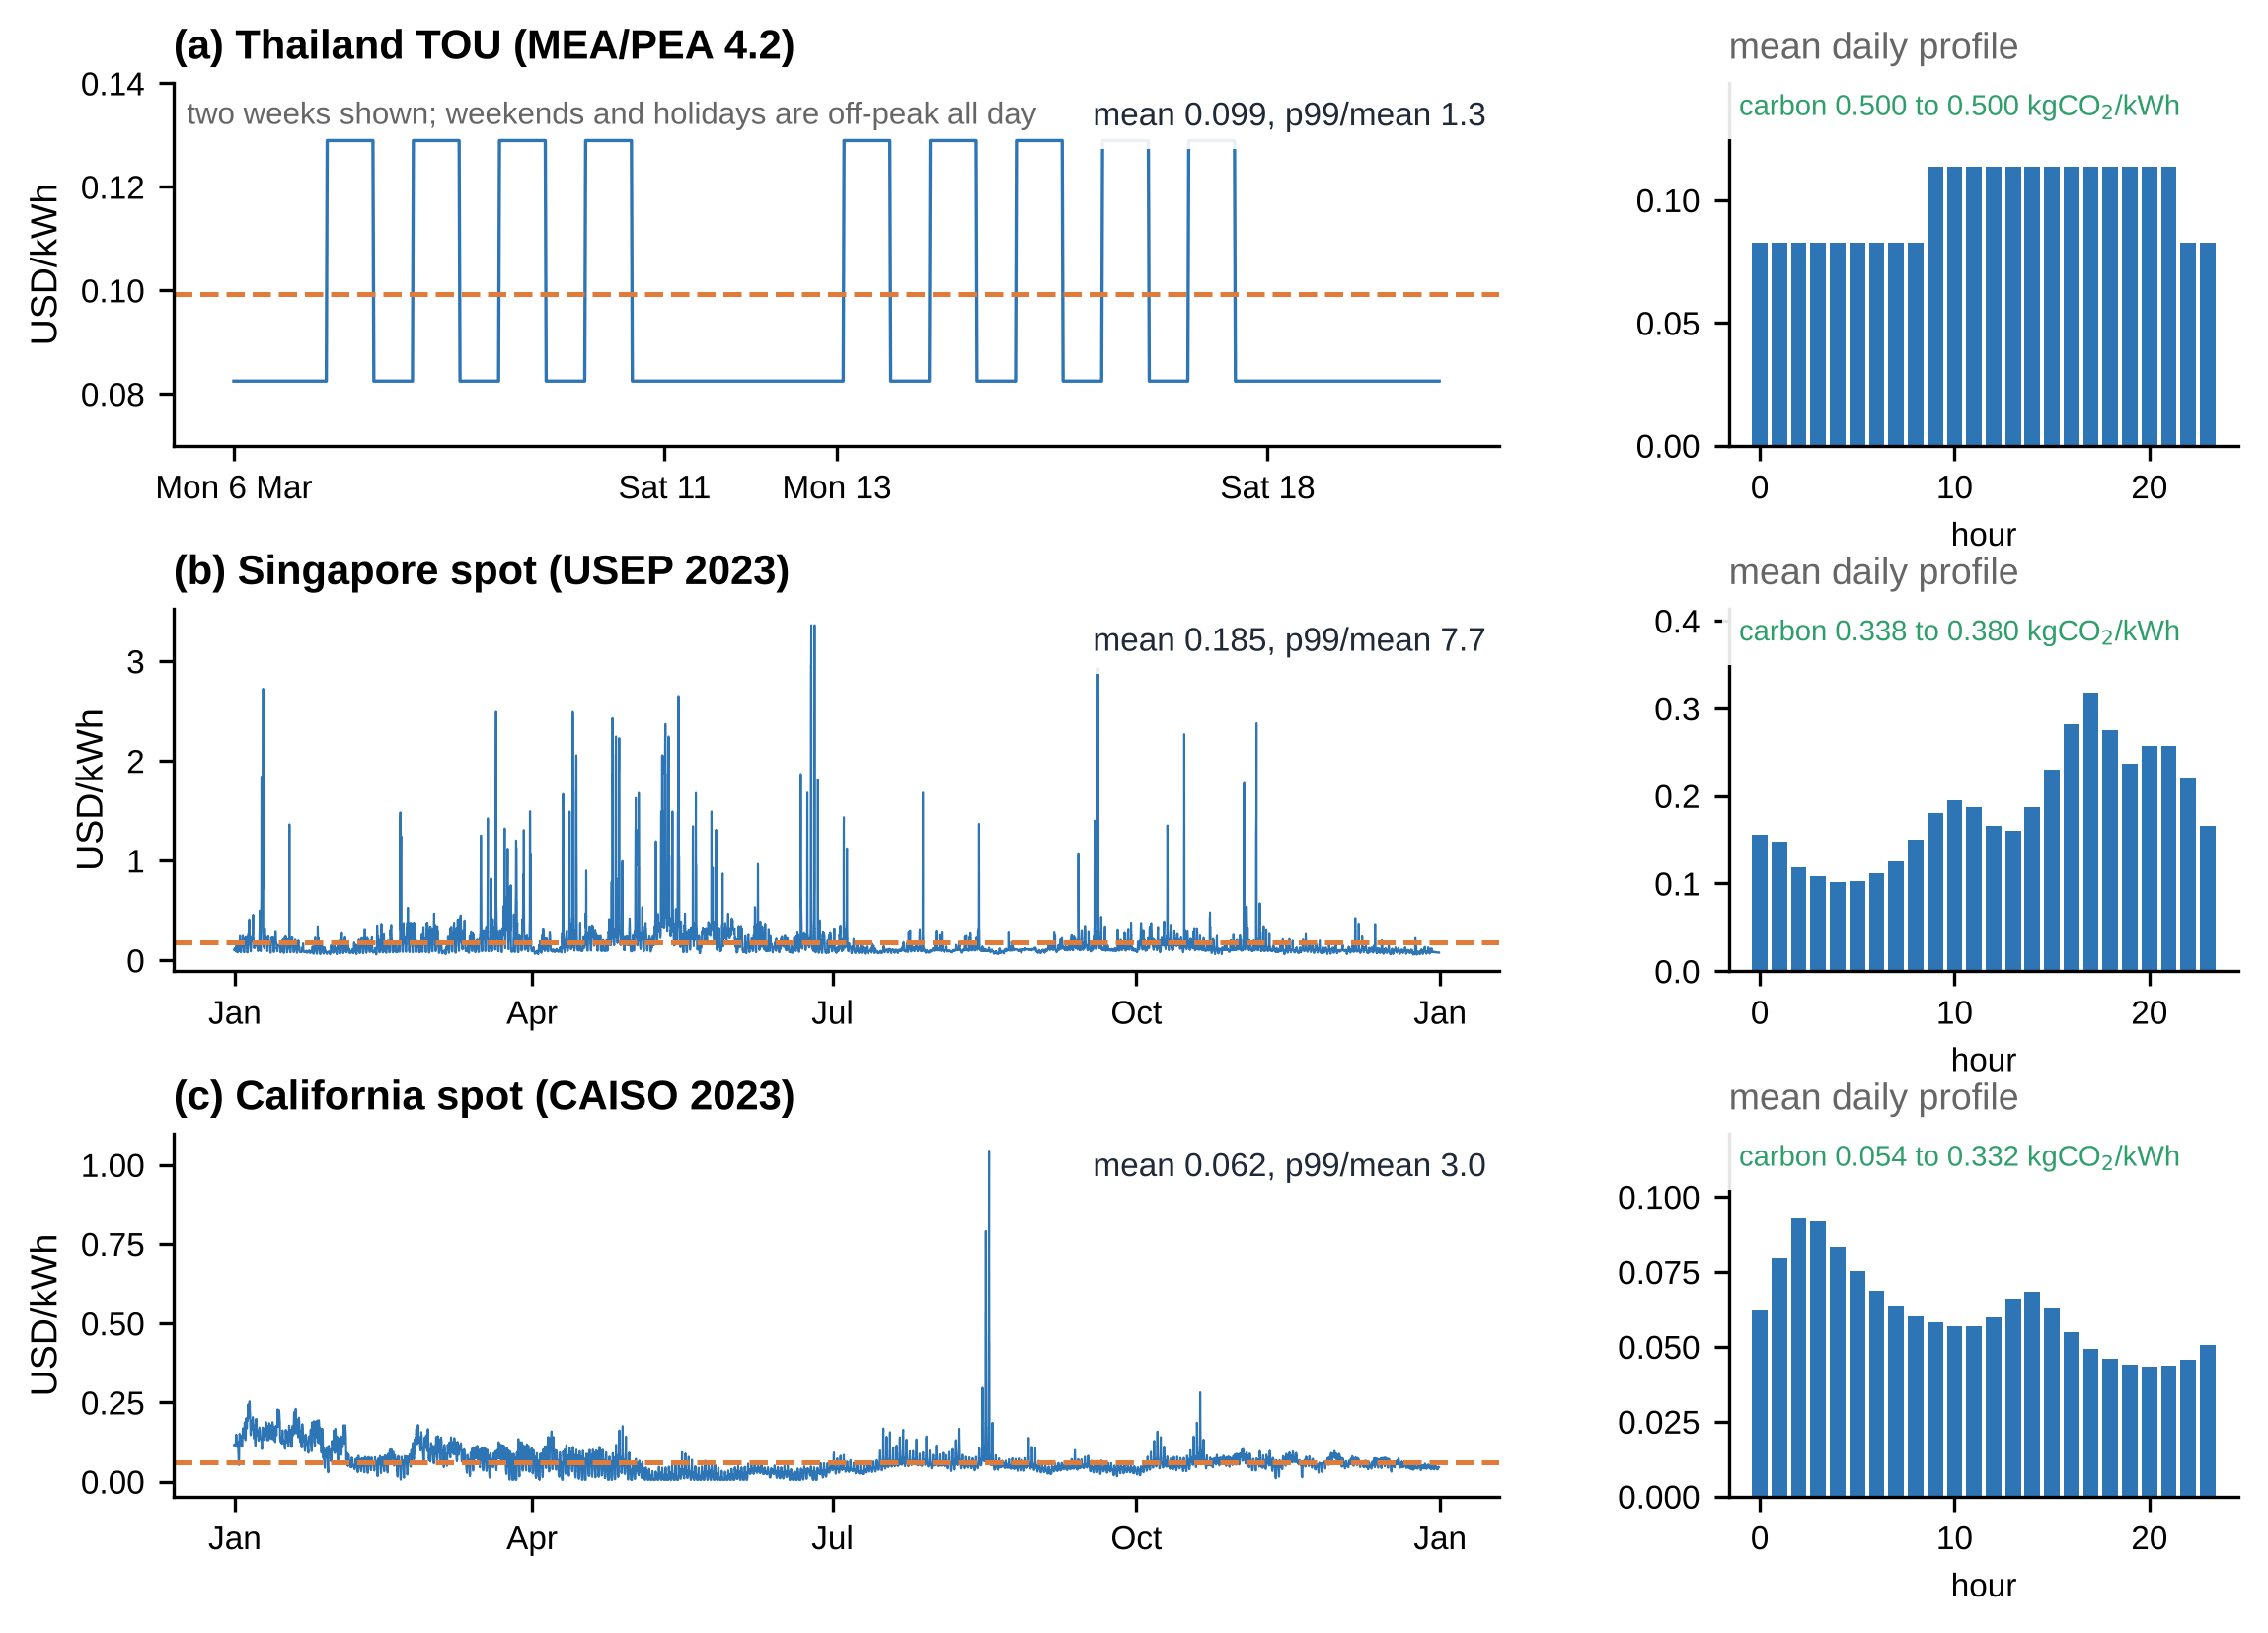 (a) Thailand TOU (MEA/PEA 4.2)
mean daily profile
USD/kWh
0.14
0.12
0.10
0.08
two weeks shown; weekends and holidays are off-peak all day
mean 0.099, p99/mean 1.3
Mon 6 Mar
Sat 11
Mon 13
Sat 18
carbon 0.500 to 0.500 kgCO₂/kWh
0.10
0.05
0.00
0
10
20
hour
(b) Singapore spot (USEP 2023)
mean daily profile
USD/kWh
3
2
1
0
mean 0.185, p99/mean 7.7
Jan
Apr
Jul
Oct
Jan
carbon 0.338 to 0.380 kgCO₂/kWh
0.4
0.3
0.2
0.1
0.0
0
10
20
hour
(c) California spot (CAISO 2023)
mean daily profile
USD/kWh
1.00
0.75
0.50
0.25
0.00
mean 0.062, p99/mean 3.0
Jan
Apr
Jul
Oct
Jan
carbon 0.054 to 0.332 kgCO₂/kWh
0.100
0.075
0.050
0.025
0.000
0
10
20
hour